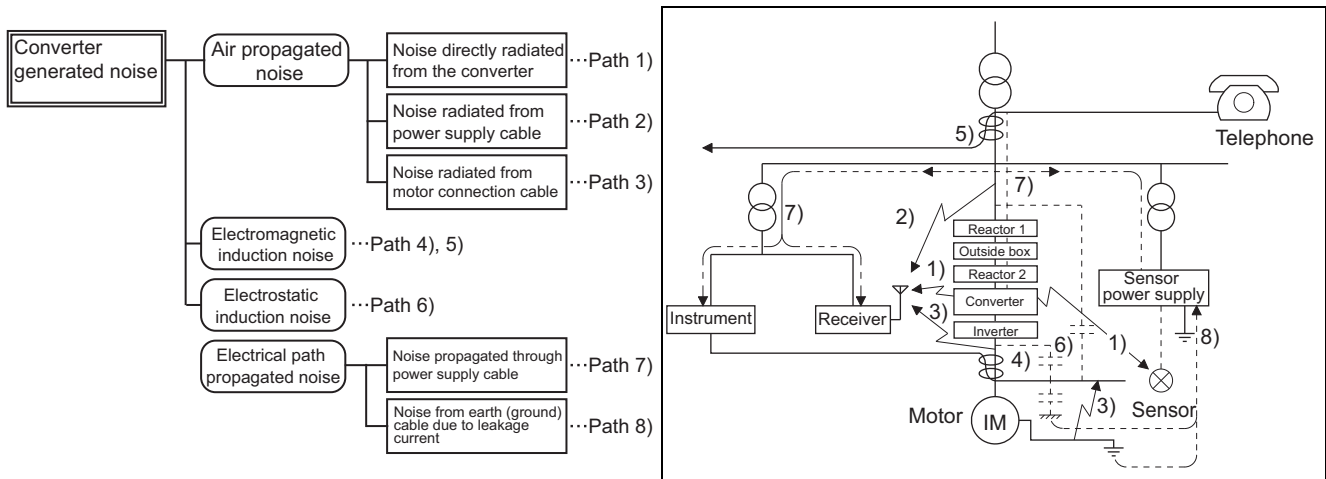 Converter
generated noise
Air propagated
noise
Noise directly radiated
from the converter
···Path 1)
Noise radiated from
power supply cable
···Path 2)
Noise radiated from
motor connection cable
···Path 3)
Electromagnetic
induction noise
···Path 4), 5)
Electrostatic
induction noise
···Path 6)
Electrical path
propagated noise
Noise propagated through
power supply cable
···Path 7)
Noise from earth (ground)
cable due to leakage
current
···Path 8)
Telephone
5)
7)
7)
2)
Reactor 1
Outside box
1)
Reactor 2
Sensor
power supply
Converter
3)
Instrument
Receiver
Inverter
6)
1)
8)
4)
3)
Sensor
Motor
IM